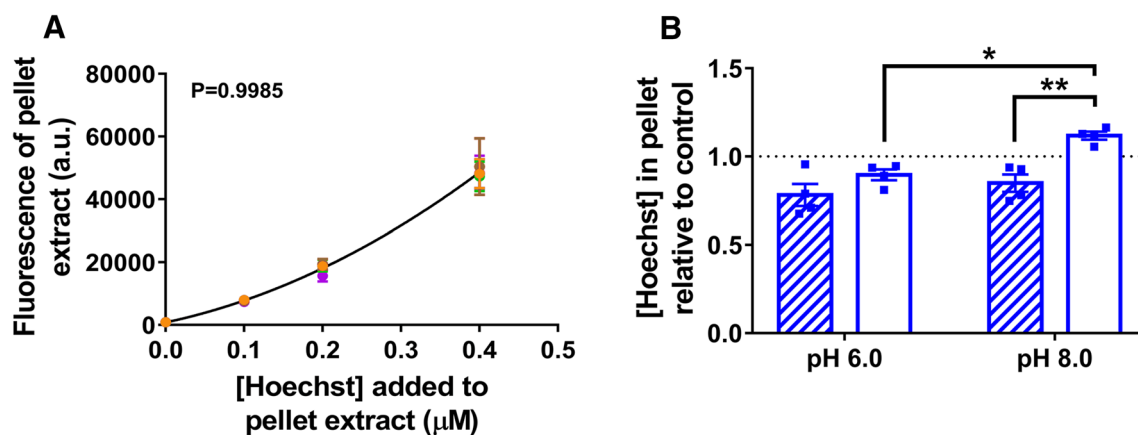 A
Fluorescence of pellet
extract (a.u.)
80000
60000
40000
20000
0
P=0.9985
0.0 0.1 0.2 0.3 0.4 0.5
[Hoechst] added to
pellet extract (μM)
B
[Hoechst] in pellet
relative to control
1.5
1.0
0.5
0.0
*
**
pH 6.0 pH 8.0